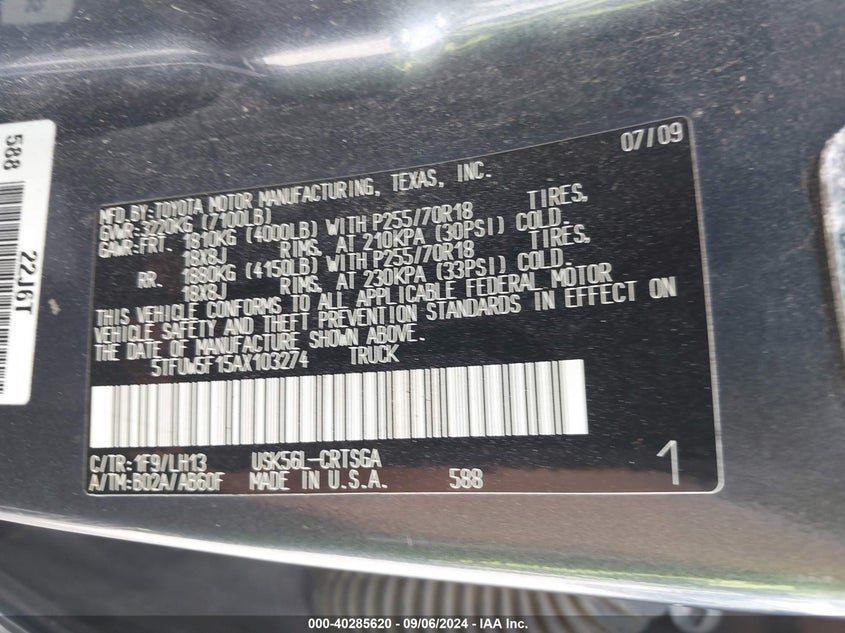 07/09
MFD.BY:TOYOTA MOTOR MANUFACTURING, TEXAS, INC.
GVWR:3220KG (7100LB)
GAWR:FRT. 1810KG (4000LB) WITH P255/70R18 TIRES,
18X8J RIMS, AT 210KPA (30PSI) COLD.
RR. 1880KG (4150LB) WITH P255/70R18 TIRES,
18X8J RIMS, AT 230KPA (33PSI) COLD.
THIS VEHICLE CONFORMS TO ALL APPLICABLE FEDERAL MOTOR
VEHICLE SAFETY AND THEFT PREVENTION STANDARDS IN EFFECT ON
THE DATE OF MANUFACTURE SHOWN ABOVE.
5TFUW5F15AX103274 TRUCK
C/TR:1F9/LH13 USK56L-CRTSGA
A/TM:B02A/AB60F MADE IN U.S.A. 588
1
588
22J6T
000-40285620 - 09/06/2024 - IAA Inc.